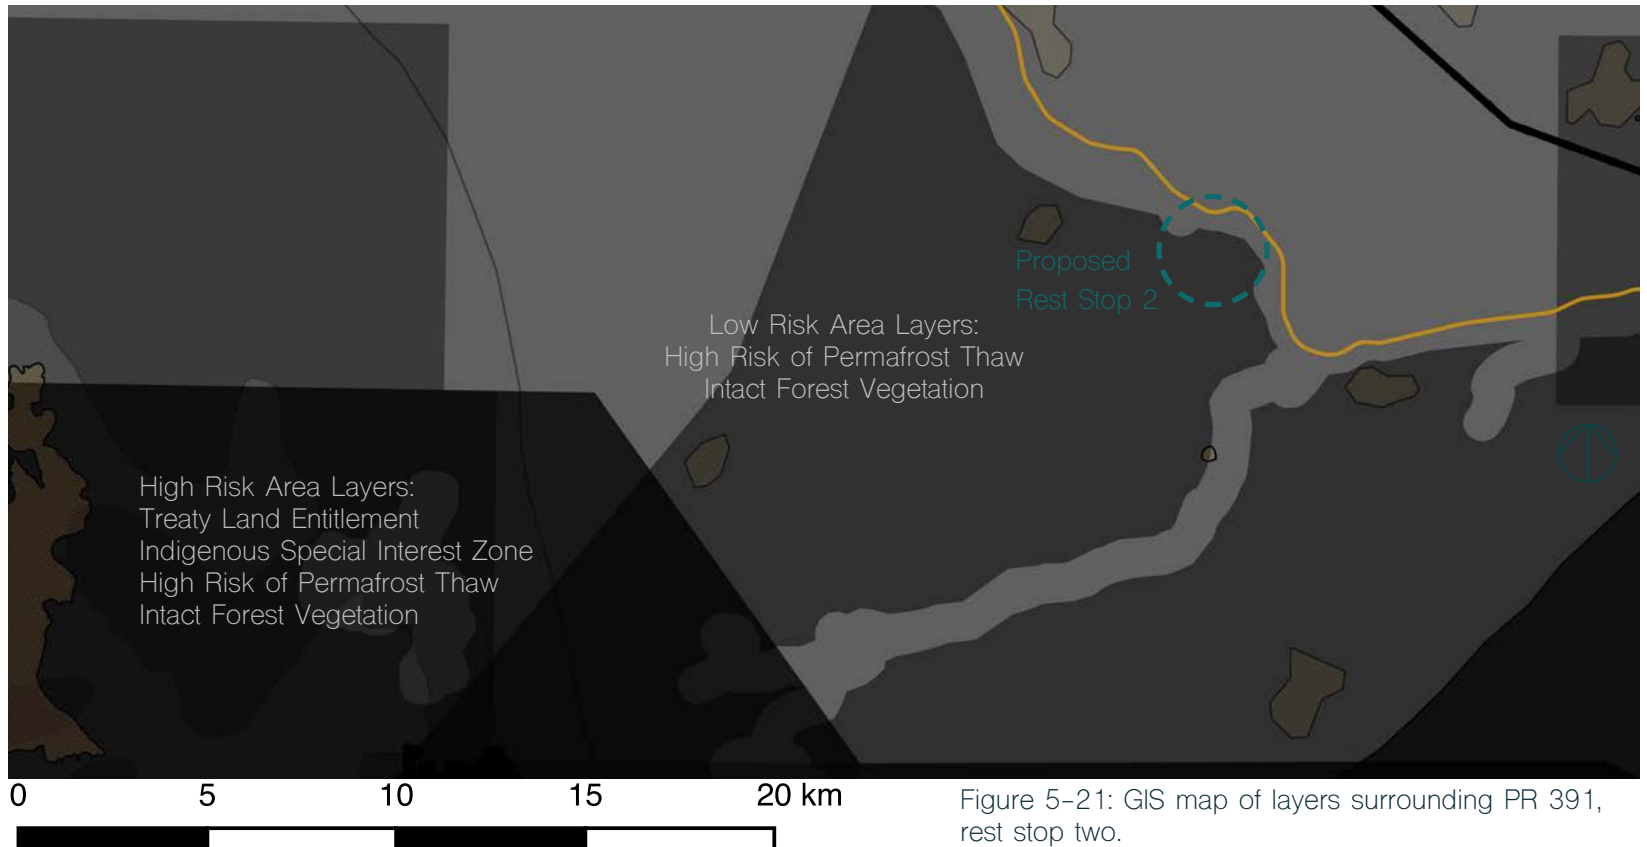 Proposed
Rest Stop 2
Low Risk Area Layers:
High Risk of Permafrost Thaw
Intact Forest Vegetation
High Risk Area Layers:
Treaty Land Entitlement
Indigenous Special Interest Zone
High Risk of Permafrost Thaw
Intact Forest Vegetation
0 5 10 15 20 km
Figure 5-21: GIS map of layers surrounding PR 391,
rest stop two.